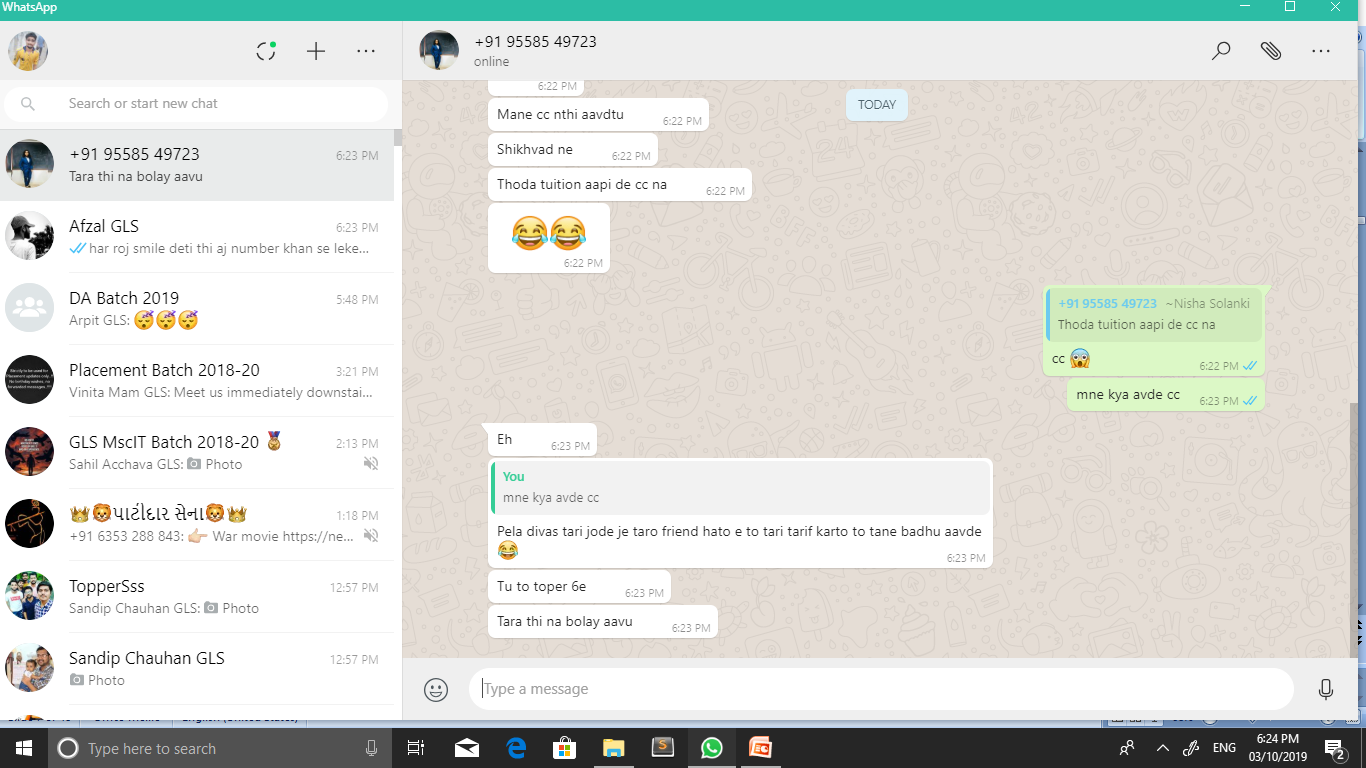 WhatsApp
Search or start new chat
+91 95585 49723
6:23 PM
Tara thi na bolay aavu
Afzal GLS
6:23 PM
har roj smile deti thi aj number khan se leke...
DA Batch 2019
5:48 PM
Arpit GLS: 😴😴😴
Placement Batch 2018-20
3:21 PM
Vinita Mam GLS: Meet us immediately downstai...
GLS MscIT Batch 2018-20 🏅
2:13 PM
Sahil Acchava GLS: 📷 Photo
👑🦁પાટીદાર સેના🦁👑
1:18 PM
+91 6353 288 843: 👉🏻 War movie https://ne...
TopperSss
12:57 PM
Sandip Chauhan GLS: 📷 Photo
Sandip Chauhan GLS
12:57 PM
📷 Photo
+91 95585 49723
online
6:22 PM
TODAY
Mane cc nthi aavdtu
6:22 PM
Shikhvad ne
6:22 PM
Thoda tuition aapi de cc na
6:22 PM
😂😂
6:22 PM
+91 95585 49723 ~Nisha Solanki
Thoda tuition aapi de cc na
cc 😱
6:22 PM
mne kya avde cc
6:23 PM
Eh
6:23 PM
You
mne kya avde cc
Pela divas tari jode je taro friend hato e to tari tarif karto to tane badhu aavde
😂
6:23 PM
Tu to toper 6e
6:23 PM
Tara thi na bolay aavu
6:23 PM
Type a message
Type here to search
ENG
6:24 PM
03/10/2019
2